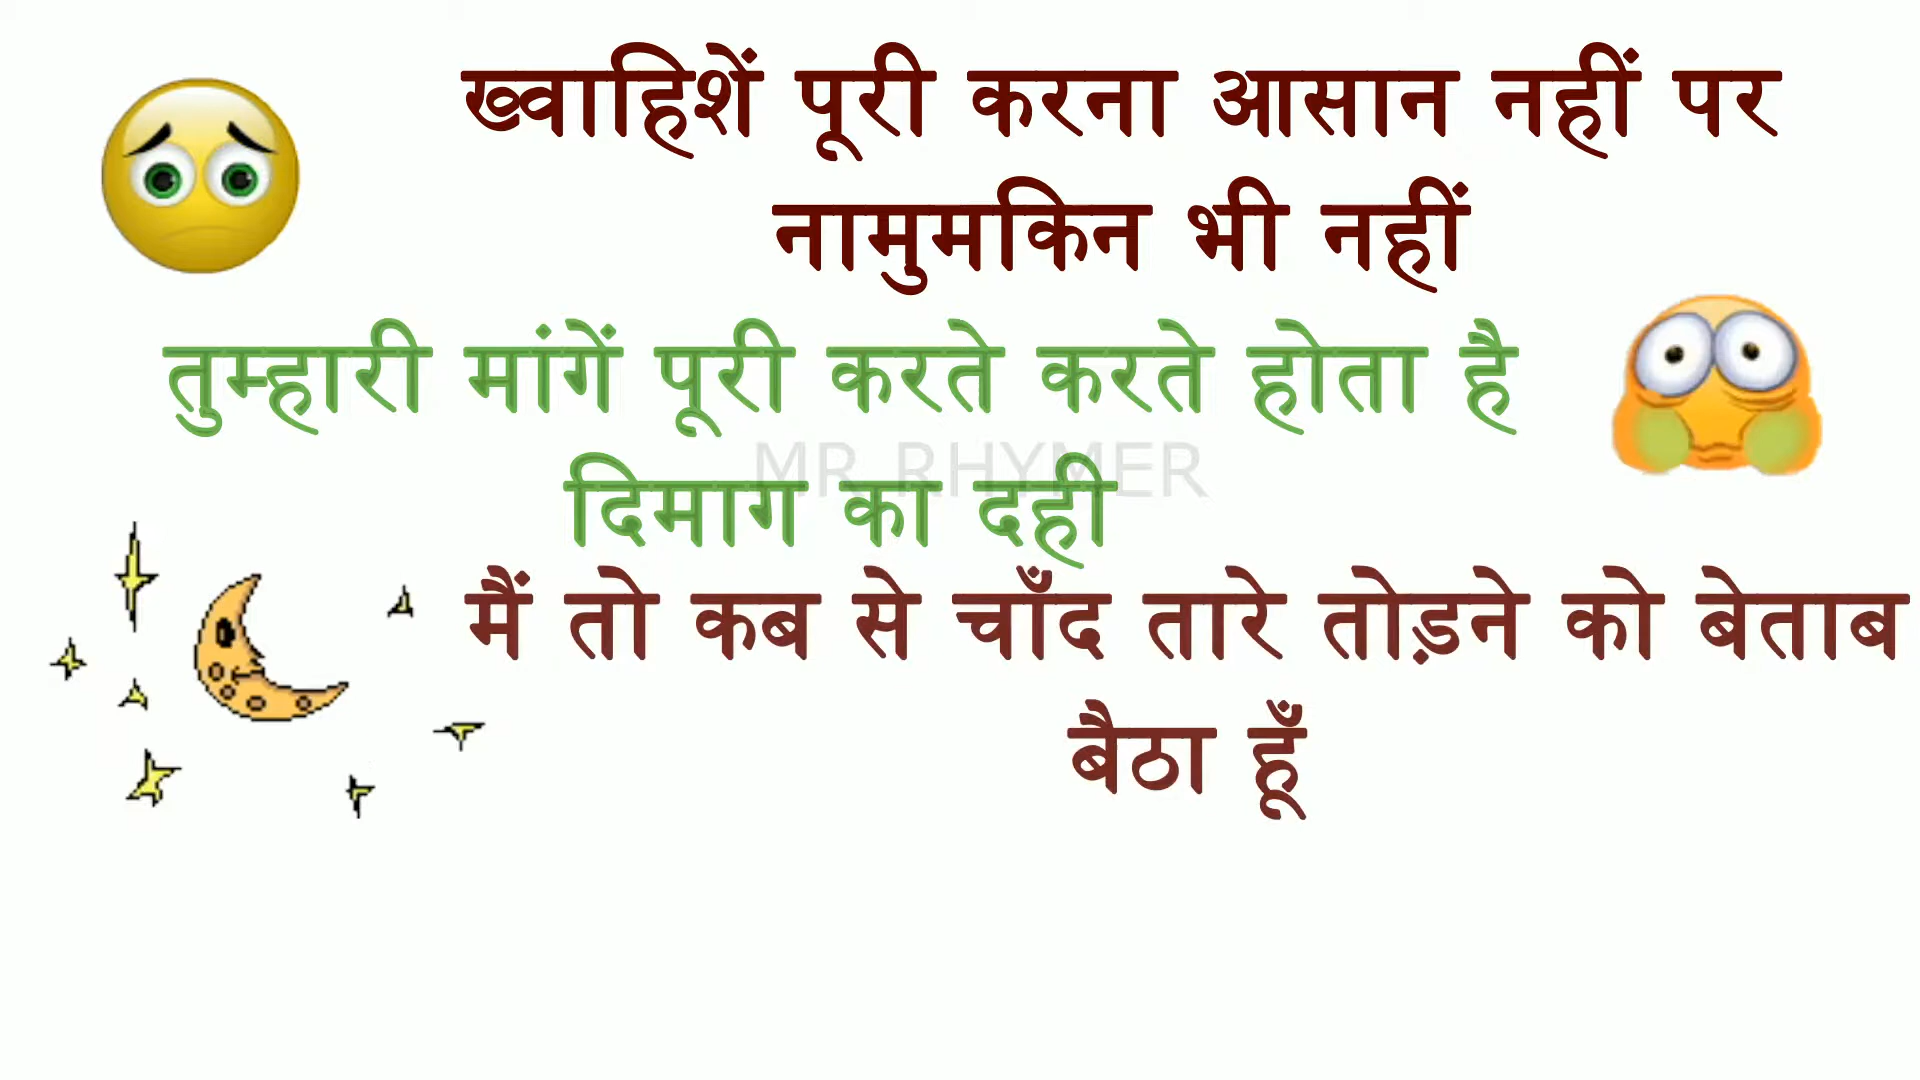 ख्वाहिशें पूरी करना आसान नहीं पर
नामुमकिन भी नहीं
तुम्हारी मांगें पूरी करते करते होता है
MR RHYMER
दिमाग का दही
मैं तो कब से चाँद तारे तोड़ने को बेताब
बैठा हूँ